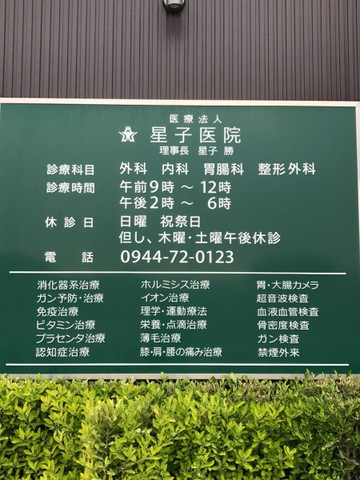 医療法人
星子医院
理事長 星子 勝
診療科目 外科 内科 胃腸科 整形外科
診療時間 午前9時～12時
午後2時～ 6時
休診日 日曜 祝祭日
但し、木曜・土曜午後休診
電話 0944-72-0123
消化器系治療 ホルミシス治療 胃・大腸カメラ
ガン予防・治療 イオン治療 超音波検査
免疫治療 理学・運動療法 血液血管検査
ビタミン治療 栄養・点滴治療 骨密度検査
プラセンタ治療 薄毛治療 ガン検査
認知症治療 膝・肩・腰の痛み治療 禁煙外来